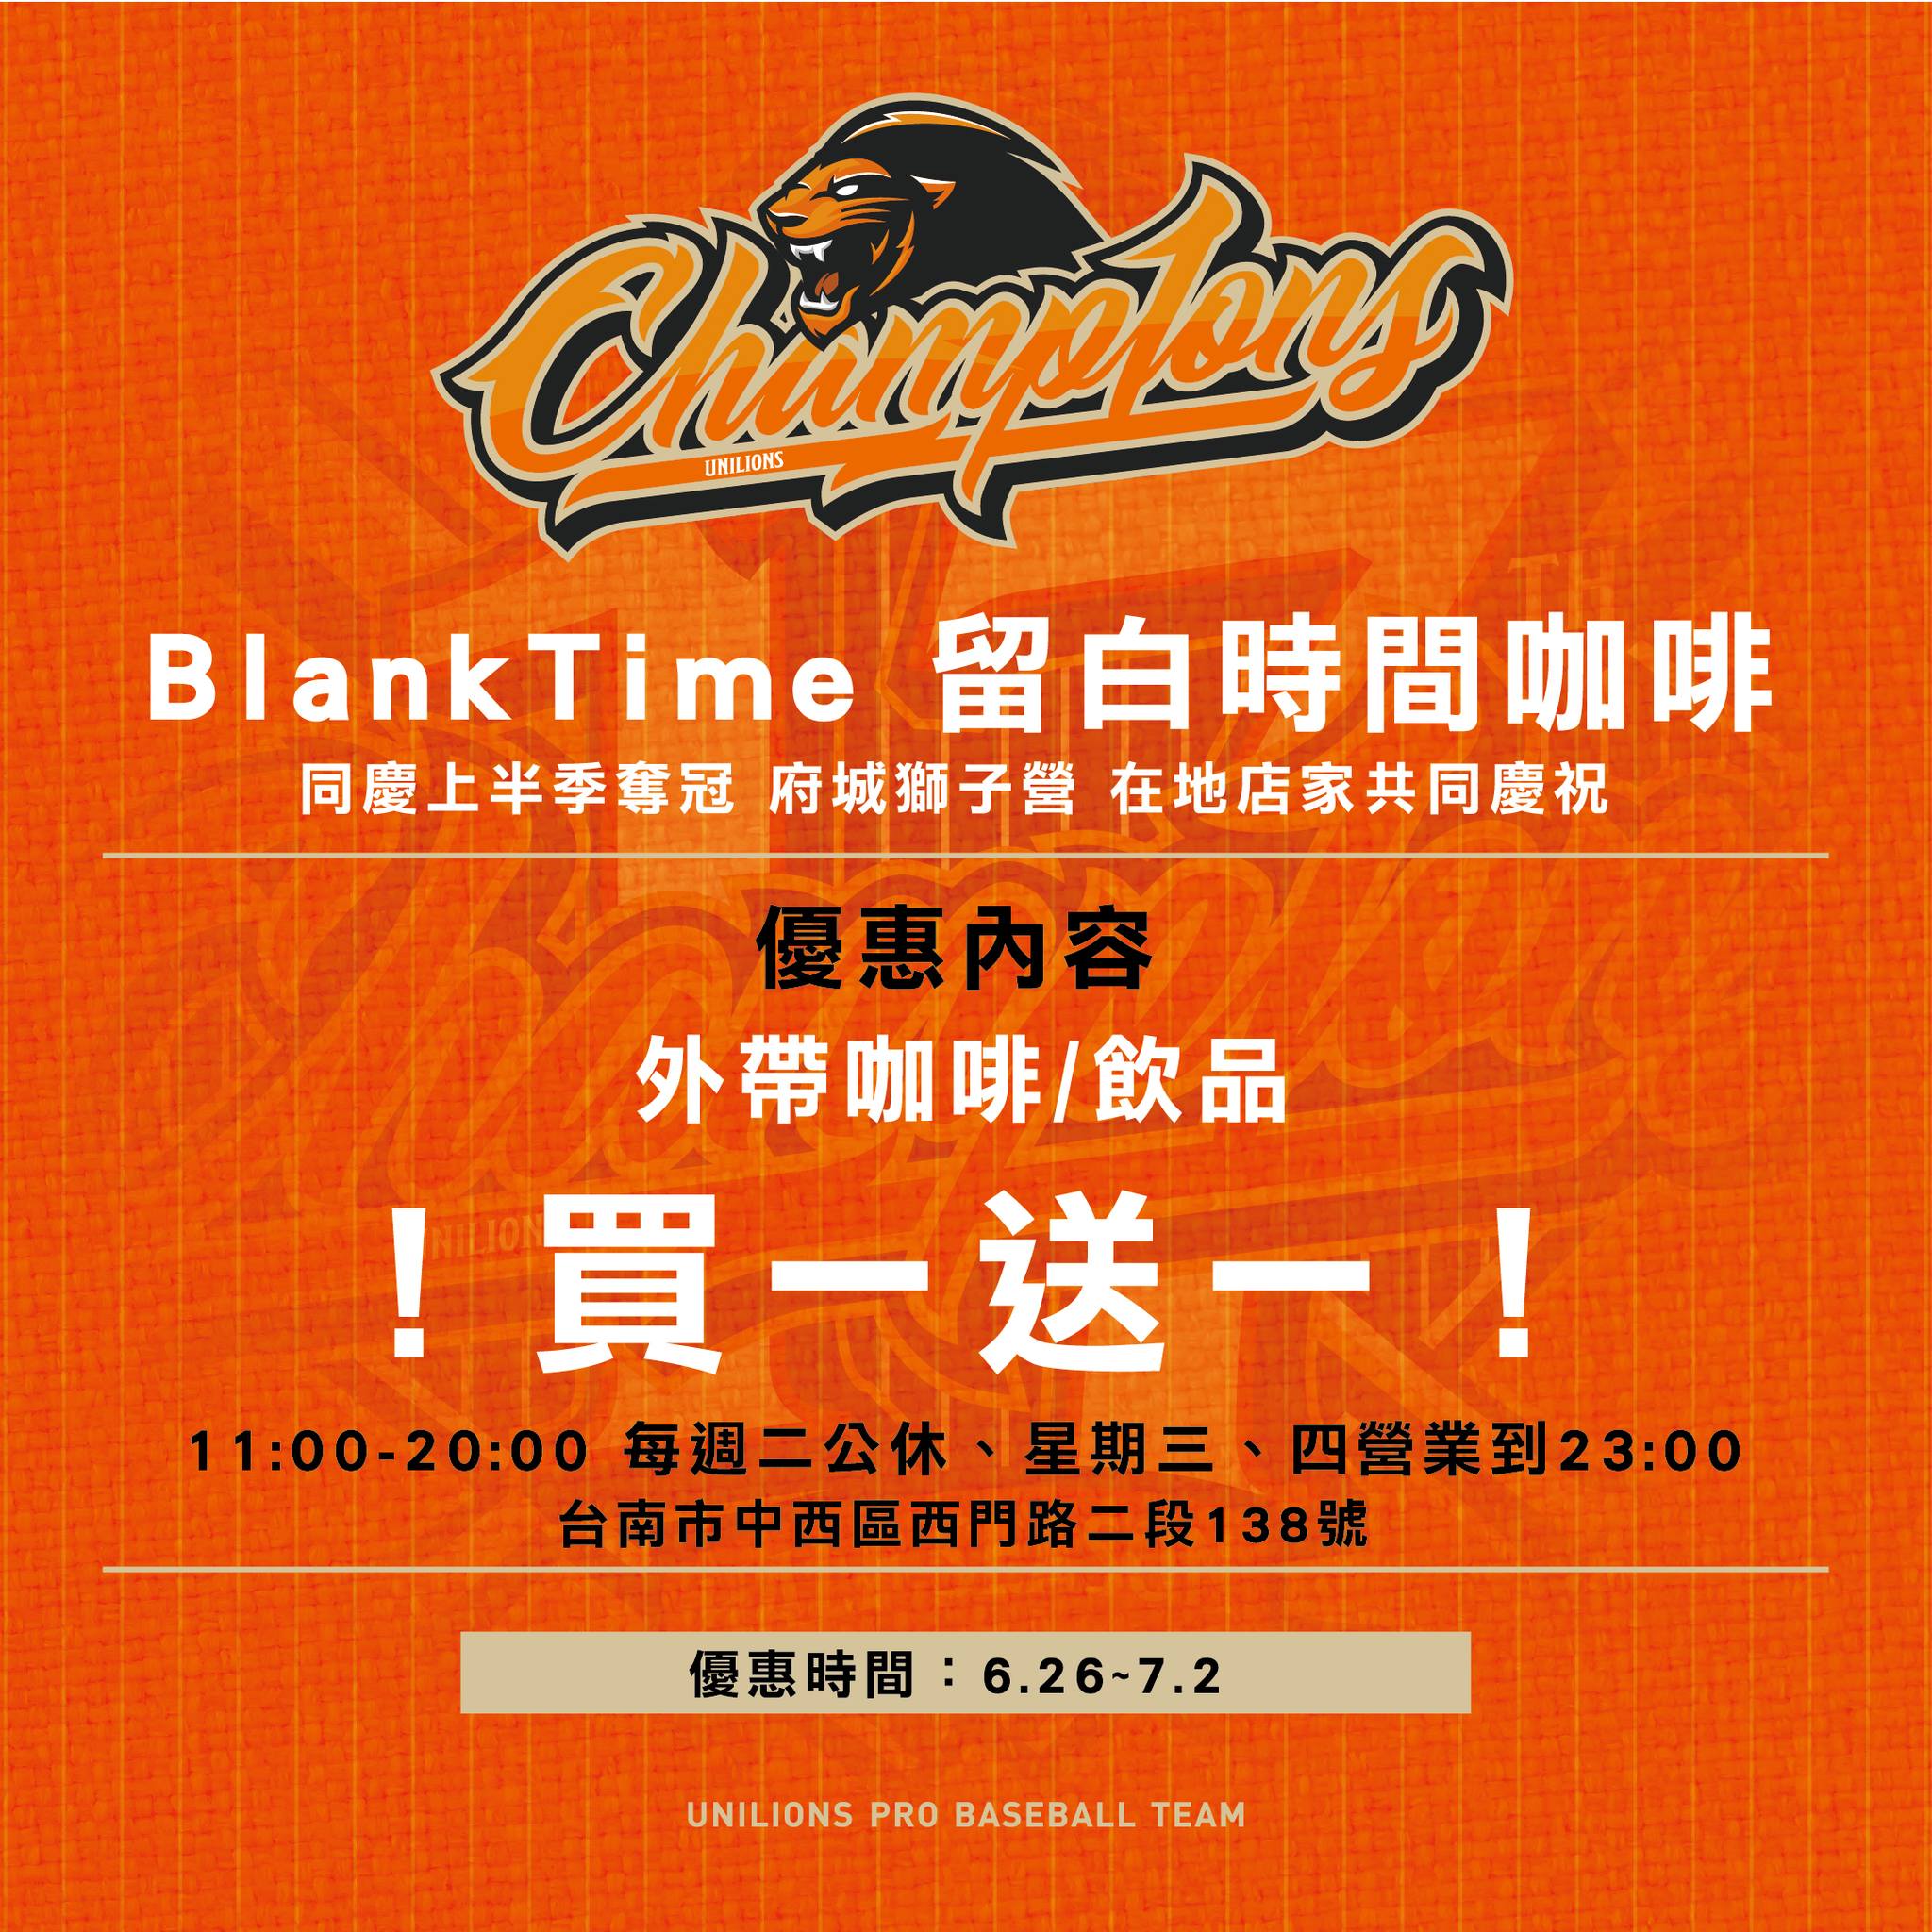 Champ1ons
UNILIONS
TH
BlankTime 留白時間咖啡
同慶上半季奪冠 府城獅子營 在地店家共同慶祝
優惠內容
外帶咖啡/飲品
！買一送一！
11:00-20:00 每週二公休、星期三、四營業到23:00
台南市中西區西門路二段138號
優惠時間：6.26~7.2
UNILIONS PRO BASEBALL TEAM